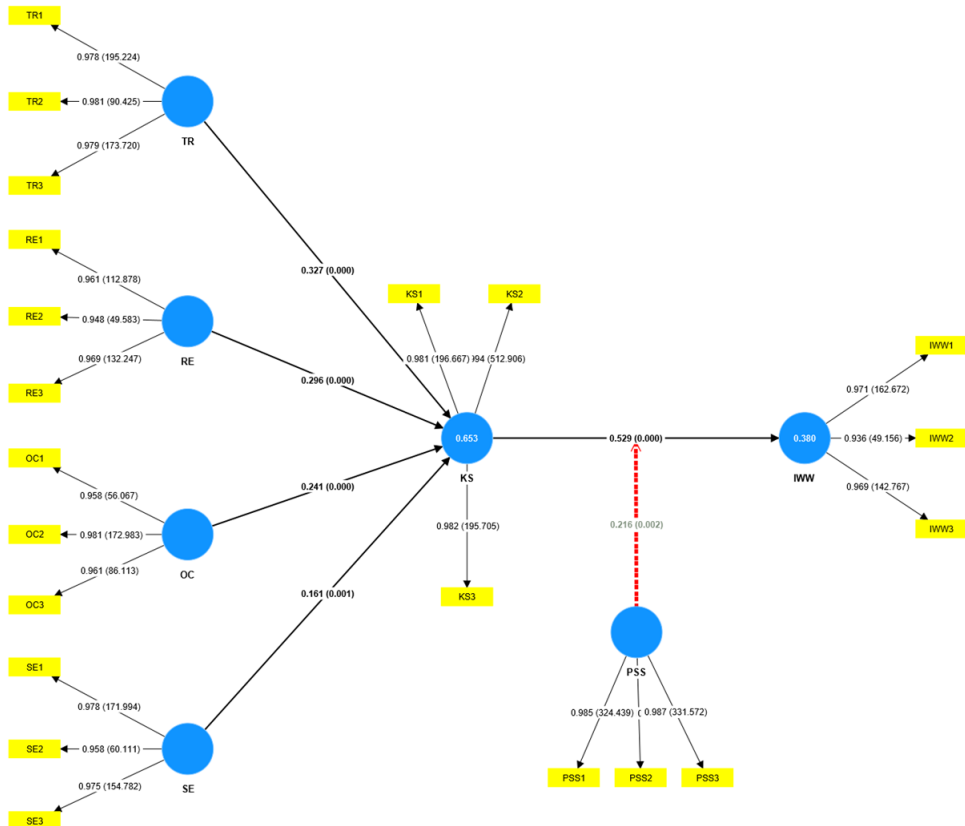 TR1
0.978 (195.224)
TR2
0.981 (90.425)
0.979 (173.720)
TR3
TR
RE1
0.961 (112.878)
RE2
0.948 (49.583)
0.969 (132.247)
RE3
RE
OC1
0.958 (56.067)
OC2
0.981 (172.983)
0.961 (86.113)
OC3
OC
SE1
0.978 (171.994)
SE2
0.958 (60.111)
0.975 (154.782)
SE3
SE
0.327 (0.000)
0.296 (0.000)
0.241 (0.000)
0.161 (0.001)
KS1
KS2
0.981 (196.667)
94 (512.906)
0.653
KS
0.982 (195.705)
KS3
0.529 (0.000)
0.216 (0.002)
PSS
0.985 (324.439)
0.987 (331.572)
PSS1
PSS2
PSS3
0.380
IWW
IWW1
0.971 (162.672)
0.936 (49.156)
IWW2
0.969 (142.767)
IWW3